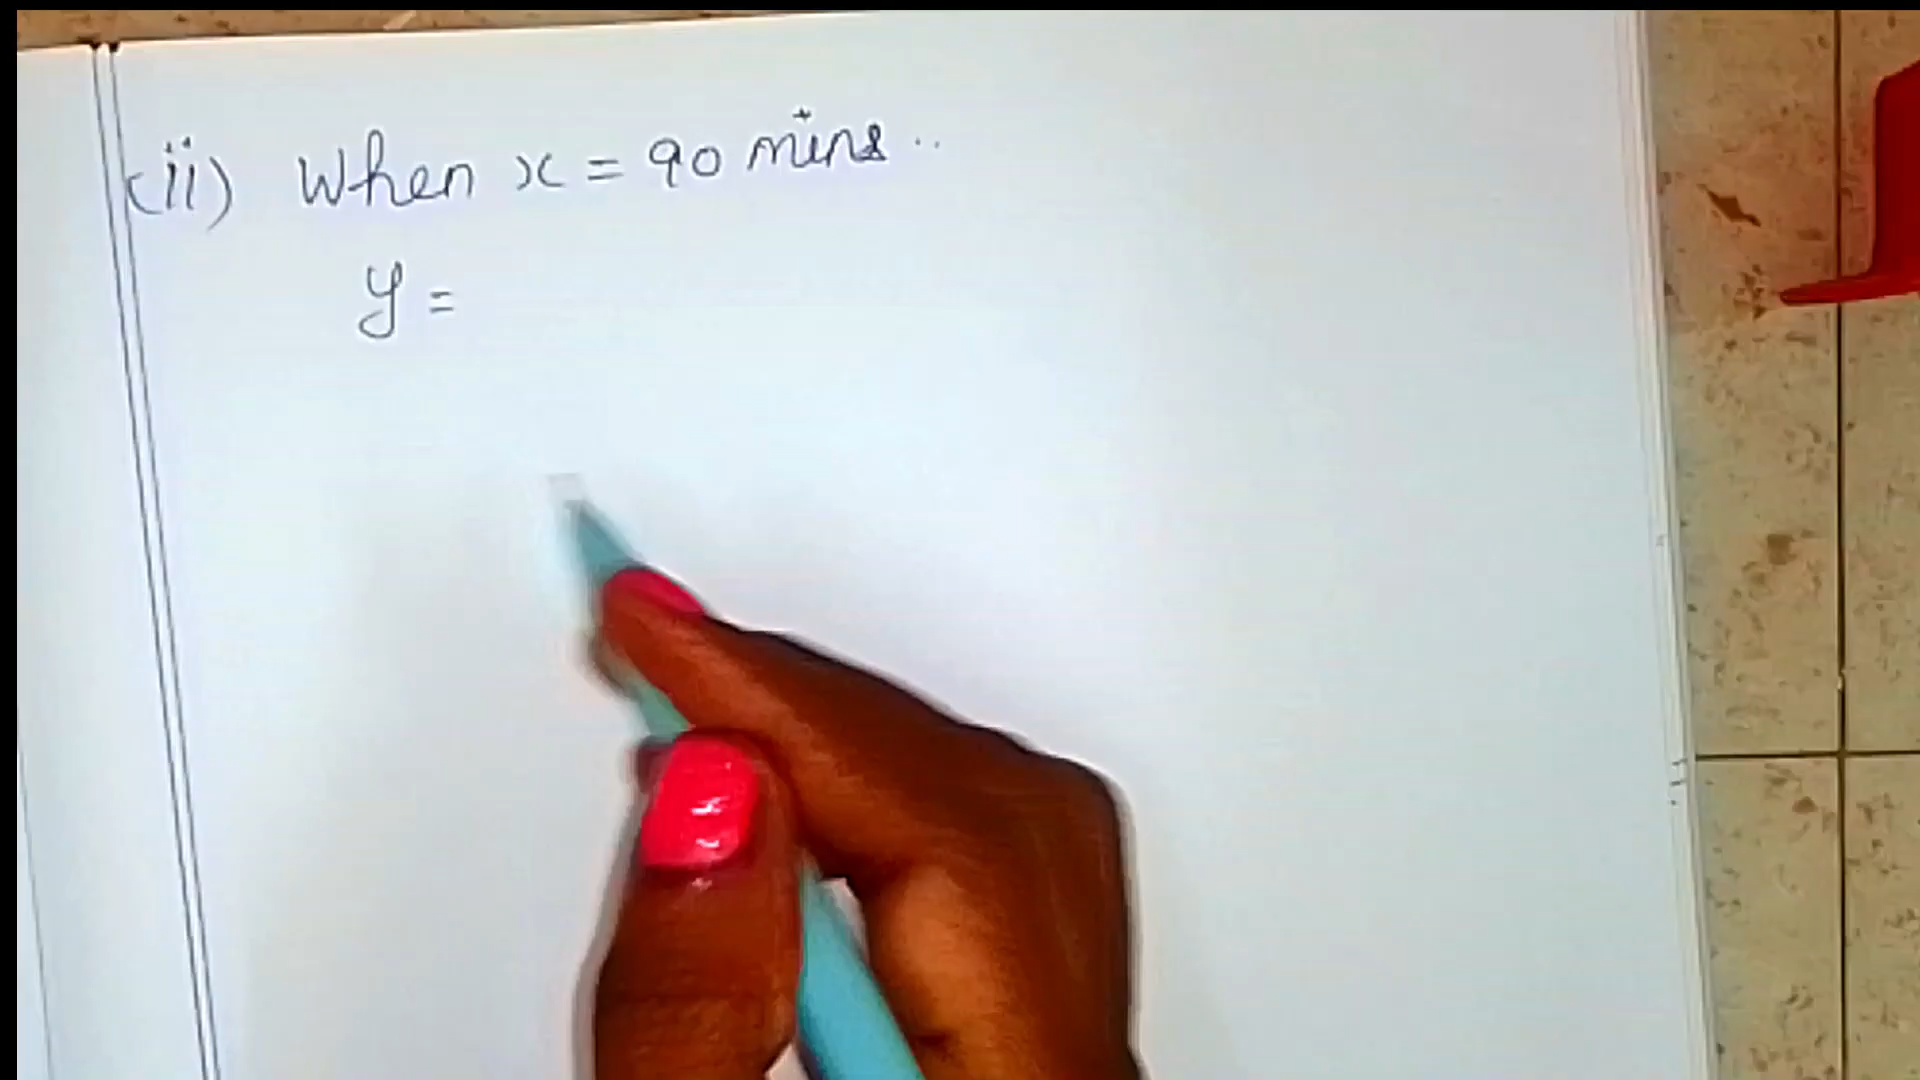 (ii) When x = 90 mins..
y =